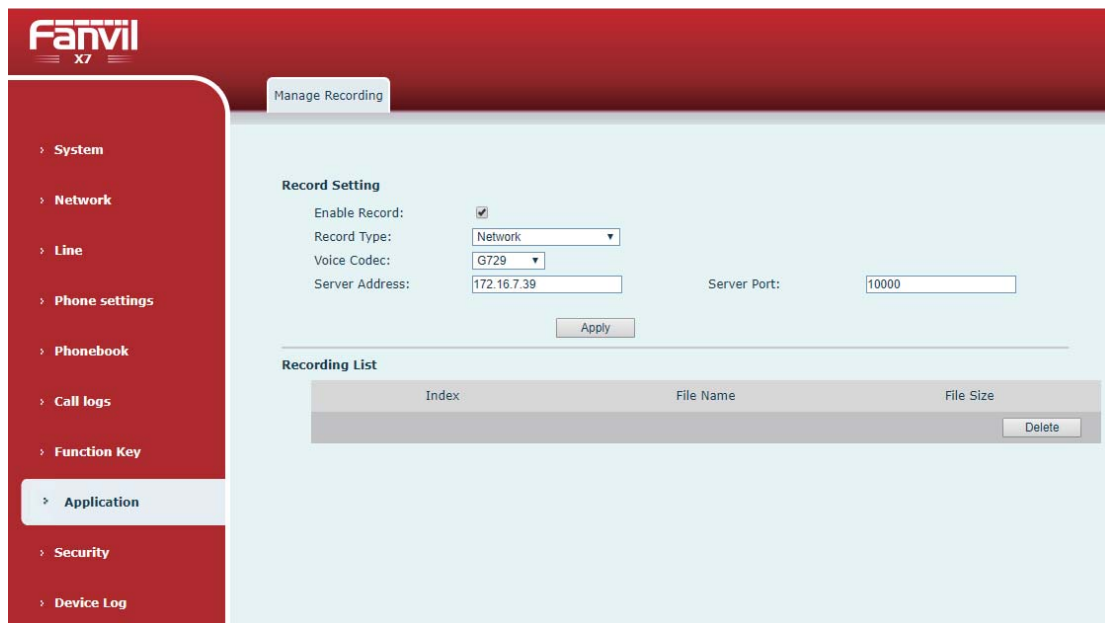 Fanvil
X7
Manage Recording
System
Network
Line
Phone settings
Phonebook
Call logs
Function Key
Application
Security
Device Log
Record Setting
Enable Record:
Record Type: Network
Voice Codec: G729
Server Address: 172.16.7.39 Server Port: 10000
Apply
Recording List
Index File Name File Size
Delete